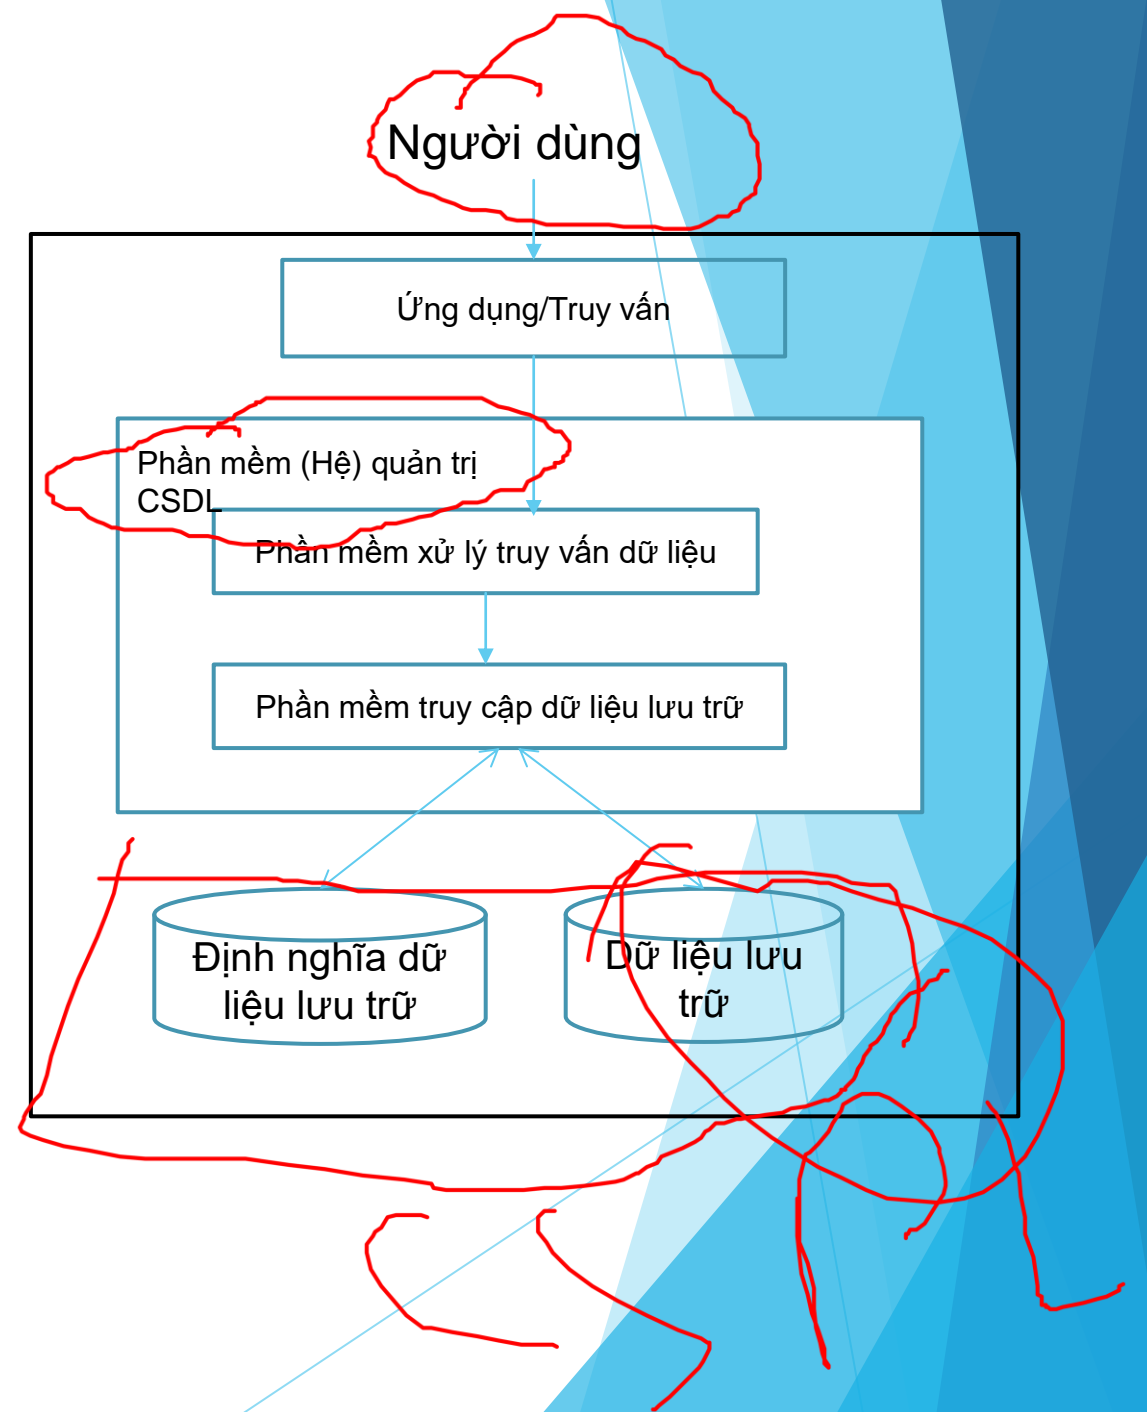 Người dùng
Ứng dụng/Truy vấn
Phần mềm (Hệ) quản trị
CSDL
Phần mềm xử lý truy vấn dữ liệu
Phần mềm truy cập dữ liệu lưu trữ
Định nghĩa dữ
liệu lưu trữ
Dữ liệu lưu
trữ
CSDL